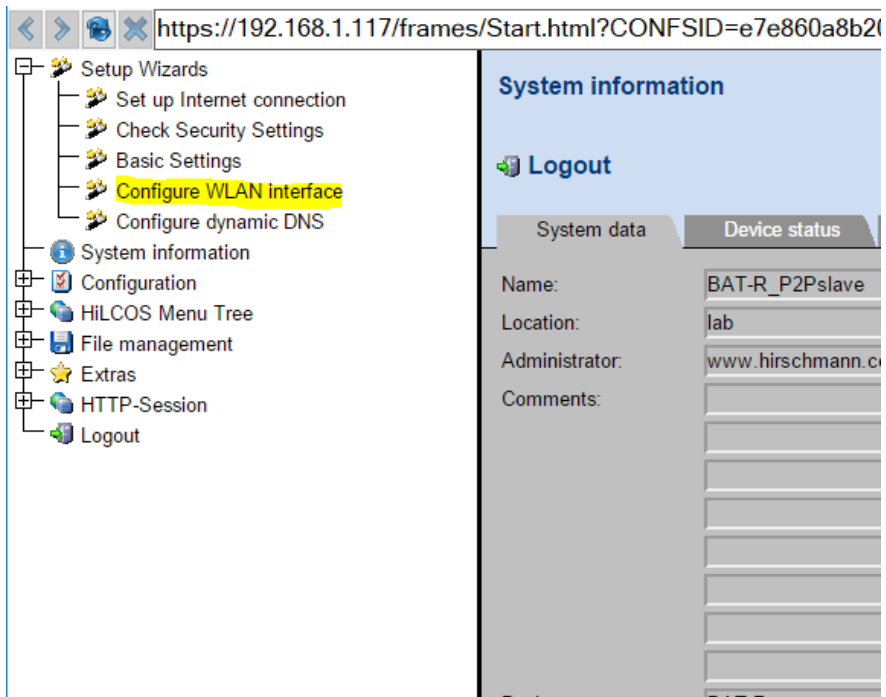 https://192.168.1.117/frames/Start.html?CONFSID=e7e860a8b20
Setup Wizards
Set up Internet connection
Check Security Settings
Basic Settings
Configure WLAN interface
Configure dynamic DNS
System information
Configuration
HiLCOS Menu Tree
File management
Extras
HTTP-Session
Logout
System information
Logout
System data Device status
Name: BAT-R_P2Pslave
Location: lab
Administrator: www.hirschmann.co
Comments: